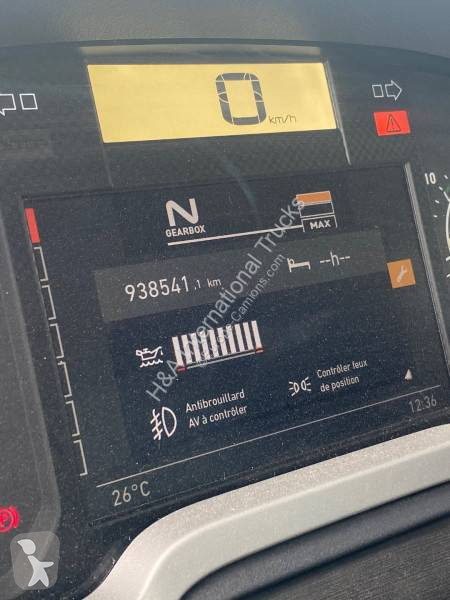 0
km/h
N
GEARBOX
MAX
938541.1 km
--h--
Antibrouillard
AV à contrôler
Contrôler feux
de position
26°C
12:36
10
H&A International Trucks